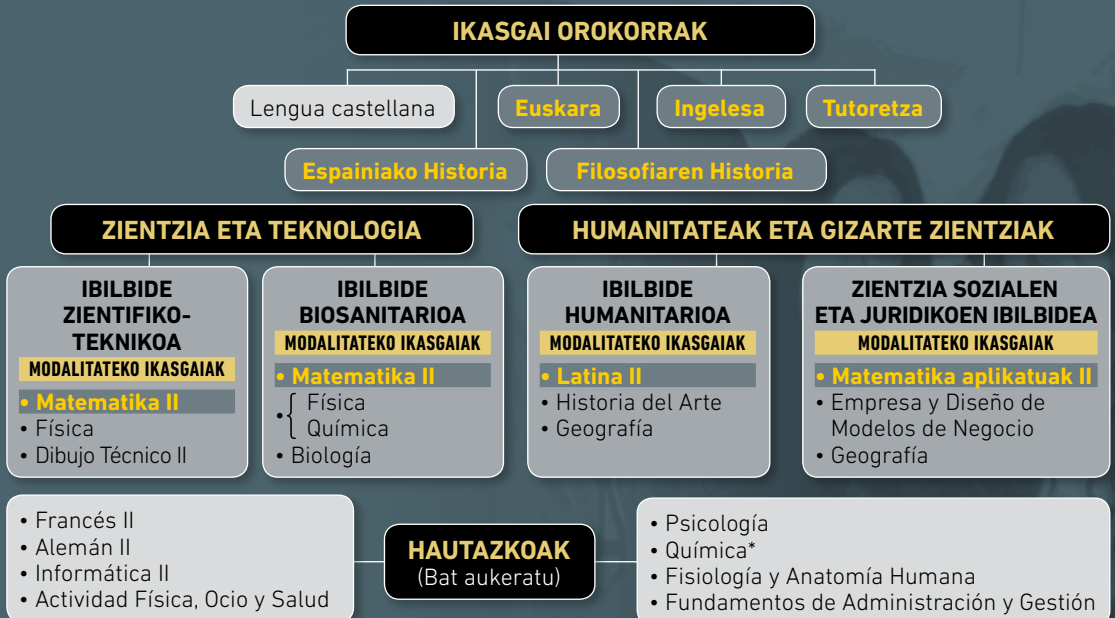 IKASGAI OROKORRAK
Lengua castellana
Euskara
Ingelesa
Tutoretza
Espainiako Historia
Filosofiaren Historia
ZIENTZIA ETA TEKNOLOGIA
HUMANITATEAK ETA GIZARTE ZIENTZIAK
IBILBIDE
ZIENTIFIKO-
TEKNIKOA
MODALITATEKO IKASGAIAK
• Matematika II
• Física
• Dibujo Técnico II
IBILBIDE
BIOSANITARIOA
MODALITATEKO IKASGAIAK
• Matematika II
•{ Física
Química
• Biología
IBILBIDE
HUMANITARIOA
MODALITATEKO IKASGAIAK
• Latina II
• Historia del Arte
• Geografía
ZIENTZIA SOZIALEN
ETA JURIDIKOEN IBILBIDEA
MODALITATEKO IKASGAIAK
• Matematika aplikatuak II
• Empresa y Diseño de
Modelos de Negocio
• Geografía
• Francés II
• Alemán II
• Informática II
• Actividad Física, Ocio y Salud
HAUTAZKOAK
(Bat aukeratu)
• Psicología
• Química*
• Fisiología y Anatomía Humana
• Fundamentos de Administración y Gestión